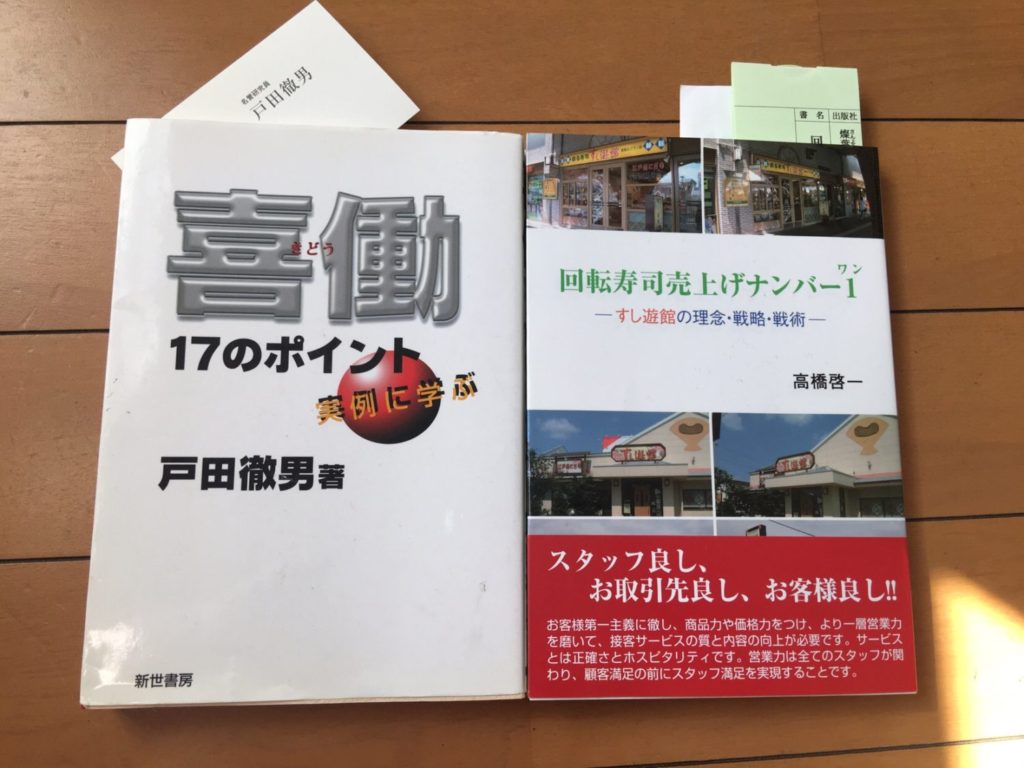 名誉研究員
戸田徹男
喜働
きどう
17のポイント
実例に学ぶ
戸田徹男著
新世書房
書名
出版社
回
回転寿司売上げナンバー1
ワン
―すし遊館の理念・戦略・戦術―
高橋啓一
すし遊館
スタッフ良し、
お取引先良し、お客様良し!!
お客様第一主義に徹し、商品力や価格力をつけ、より一層営業力
を磨いて、接客サービスの質と内容の向上が必要です。サービス
とは正確さとホスピタリティです。営業力は全てのスタッフが関
わり、顧客満足の前にスタッフ満足を実現することです。